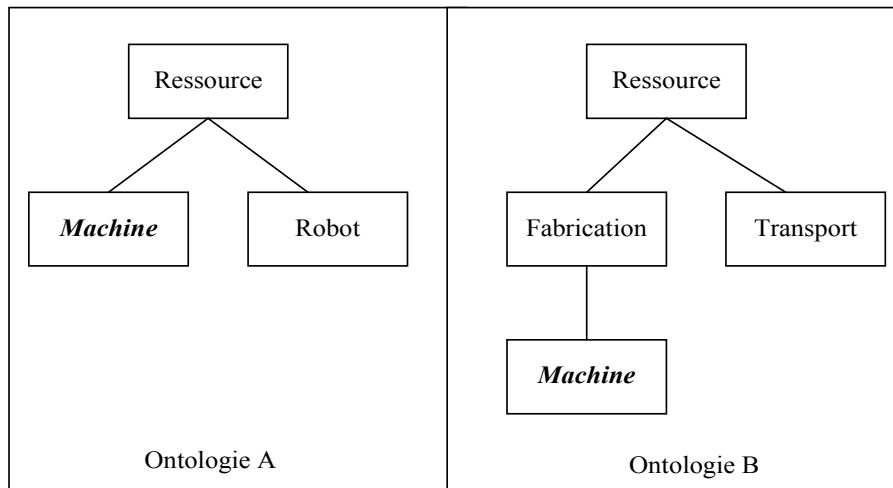 Ressource
Machine
Robot
Ontologie A
Ressource
Fabrication
Transport
Machine
Ontologie B